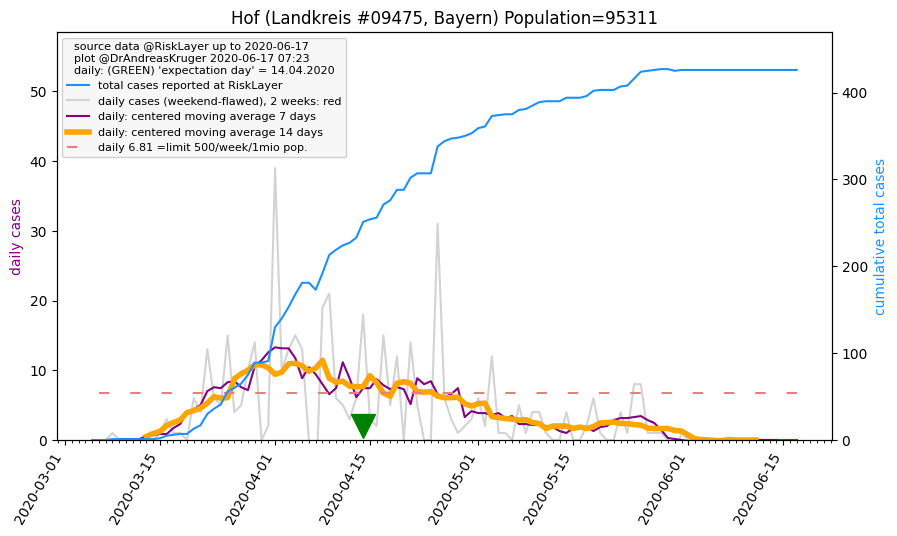 Hof (Landkreis #09475, Bayern) Population=95311
source data @RiskLayer up to 2020-06-17
plot @DrAndreasKruger 2020-06-17 07:23
daily: (GREEN) 'expectation day' = 14.04.2020
total cases reported at RiskLayer
daily cases (weekend-flawed), 2 weeks: red
daily: centered moving average 7 days
daily: centered moving average 14 days
daily 6.81 =limit 500/week/1mio pop.
daily cases
50
40
30
20
10
0
cumulative total cases
400
300
200
100
0
2020-03-01
2020-03-15
2020-04-01
2020-04-15
2020-05-01
2020-05-15
2020-06-01
2020-06-15